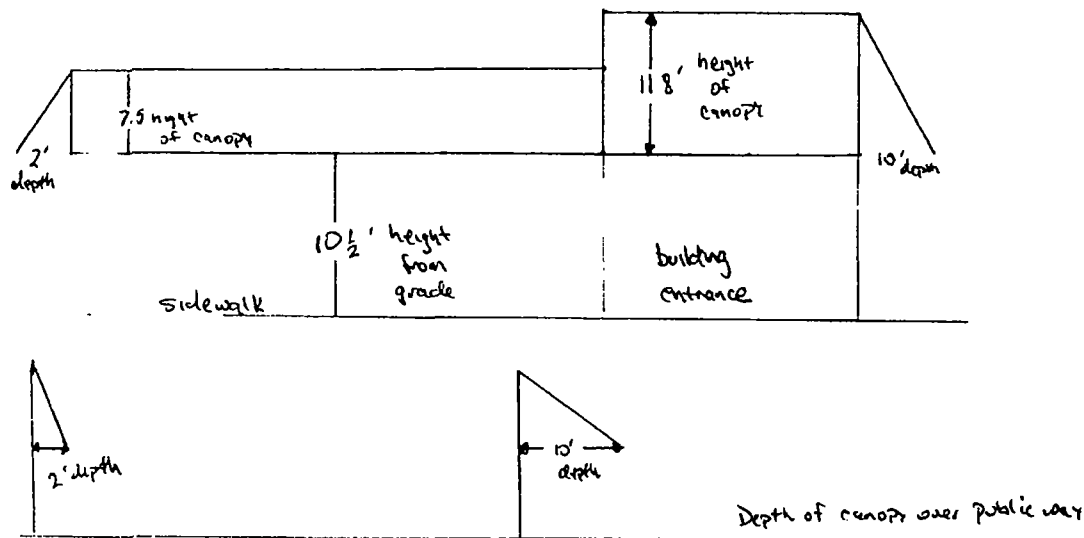 11 8' height
of
canopy
7.5 hight
of canopy
2'
depth
10' depth
10 1/2' height
from
grade
building
entrance
sidewalk
2' depth
10'
depth
Depth of canopy over public way